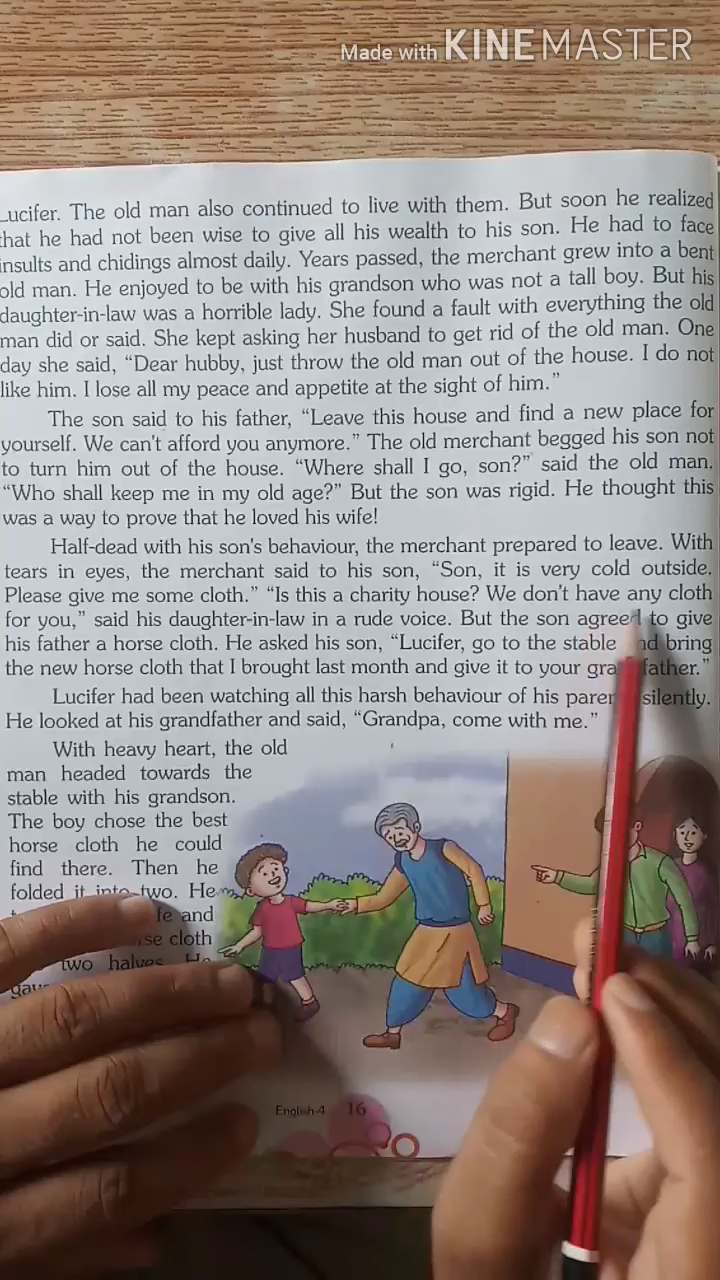 Made with KINEMASTER
Lucifer. The old man also continued to live with them. But soon he realized
that he had not been wise to give all his wealth to his son. He had to face
insults and chidings almost daily. Years passed, the merchant grew into a bent
old man. He enjoyed to be with his grandson who was not a tall boy. But his
daughter-in-law was a horrible lady. She found a fault with everything the old
man did or said. She kept asking her husband to get rid of the old man. One
day she said, “Dear hubby, just throw the old man out of the house. I do not
like him. I lose all my peace and appetite at the sight of him.”
The son said to his father, “Leave this house and find a new place for
yourself. We can't afford you anymore.” The old merchant begged his son not
to turn him out of the house. “Where shall I go, son?” said the old man.
“Who shall keep me in my old age?” But the son was rigid. He thought this
was a way to prove that he loved his wife!
Half-dead with his son's behaviour, the merchant prepared to leave. With
tears in eyes, the merchant said to his son, “Son, it is very cold outside.
Please give me some cloth.” “Is this a charity house? We don't have any cloth
for you,” said his daughter-in-law in a rude voice. But the son agreed to give
his father a horse cloth. He asked his son, “Lucifer, go to the stable and bring
the new horse cloth that I brought last month and give it to your grandfather.”
Lucifer had been watching all this harsh behaviour of his parents silently.
He looked at his grandfather and said, “Grandpa, come with me.”
With heavy heart, the old
man headed towards the
stable with his grandson.
The boy chose the best
horse cloth he could
find there. Then he
folded it into two. He
and
cloth
two halves. He
English-4 16